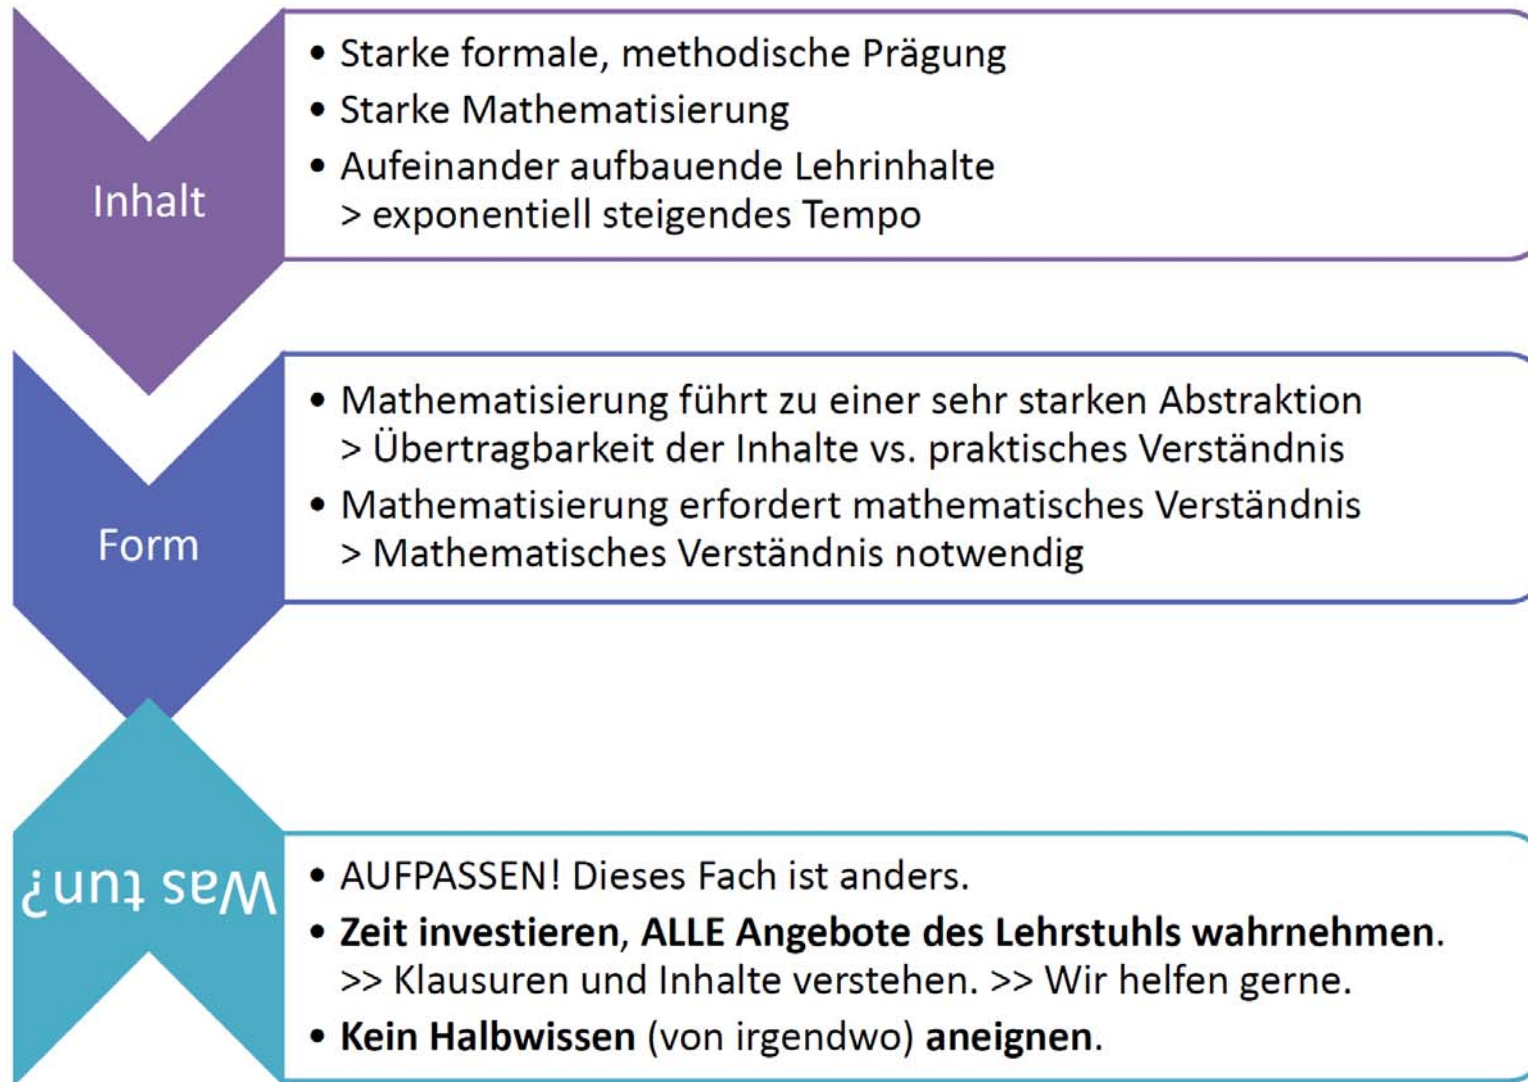 Inhalt
• Starke formale, methodische Prägung
• Starke Mathematisierung
• Aufeinander aufbauende Lehrinhalte
> exponentiell steigendes Tempo
Form
• Mathematisierung führt zu einer sehr starken Abstraktion
> Übertragbarkeit der Inhalte vs. praktisches Verständnis
• Mathematisierung erfordert mathematisches Verständnis
> Mathematisches Verständnis notwendig
Was tun?
• AUFPASSEN! Dieses Fach ist anders.
• Zeit investieren, ALLE Angebote des Lehrstuhls wahrnehmen.
>> Klausuren und Inhalte verstehen. >> Wir helfen gerne.
• Kein Halbwissen (von irgendwo) aneignen.